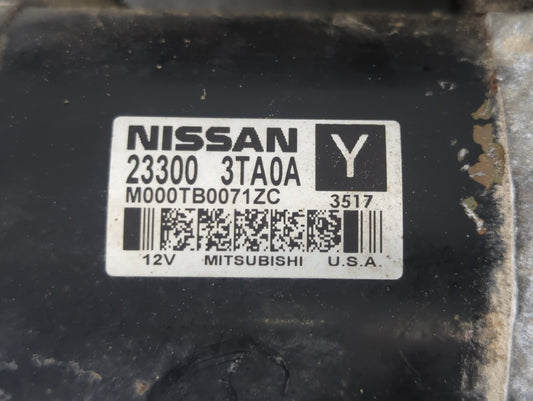 NISSAN
Y
23300 3TA0A
M000TB0071ZC
3517
12V MITSUBISHI U.S.A.